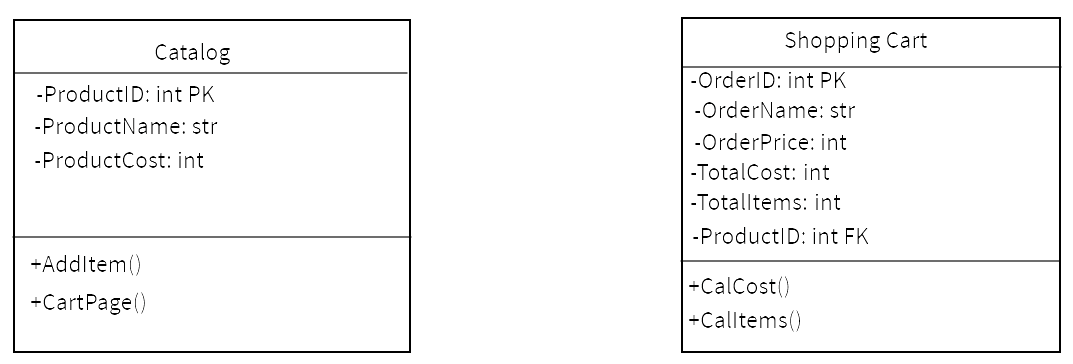 Catalog
-ProductID: int PK
-ProductName: str
-ProductCost: int
+AddItem()
+CartPage()
Shopping Cart
-OrderID: int PK
-OrderName: str
-OrderPrice: int
-TotalCost: int
-TotalItems: int
-ProductID: int FK
+CalCost()
+CalItems()